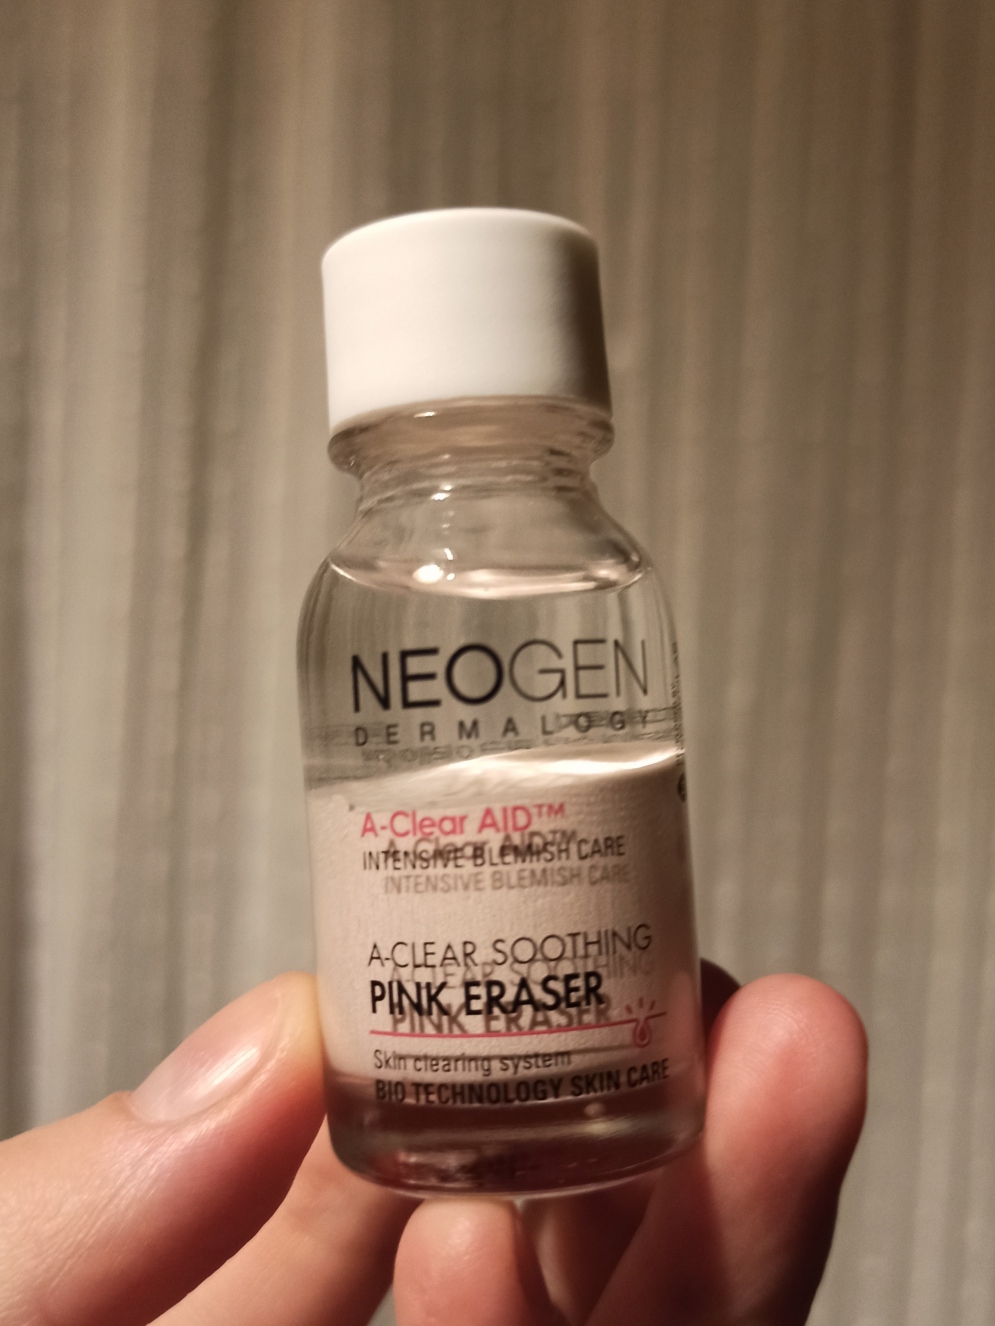 NEOGEN
DERMALOGY
A-Clear AID™
INTENSIVE BLEMISH CARE
A-CLEAR SOOTHING
PINK ERASER
Skin clearing system
BIO TECHNOLOGY SKIN CARE